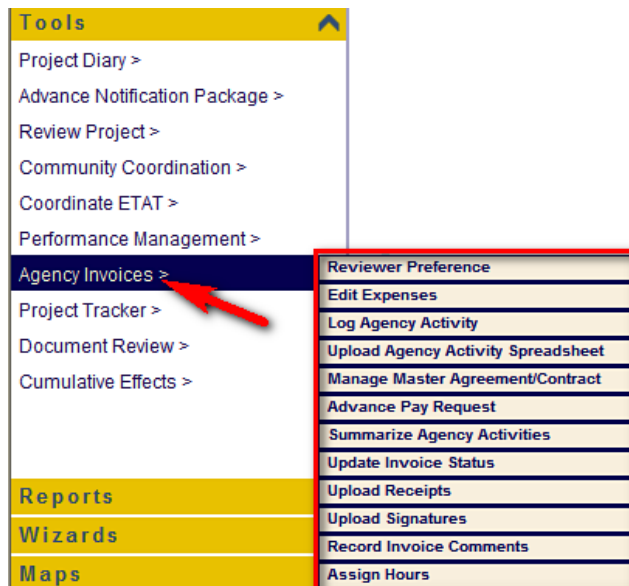 Tools
Project Diary >
Advance Notification Package >
Review Project >
Community Coordination >
Coordinate ETAT >
Performance Management >
Agency Invoices >
Project Tracker >
Document Review >
Cumulative Effects >
Reviewer Preference
Edit Expenses
Log Agency Activity
Upload Agency Activity Spreadsheet
Manage Master Agreement/Contract
Advance Pay Request
Summarize Agency Activities
Update Invoice Status
Upload Receipts
Upload Signatures
Record Invoice Comments
Assign Hours
Reports
Wizards
Maps